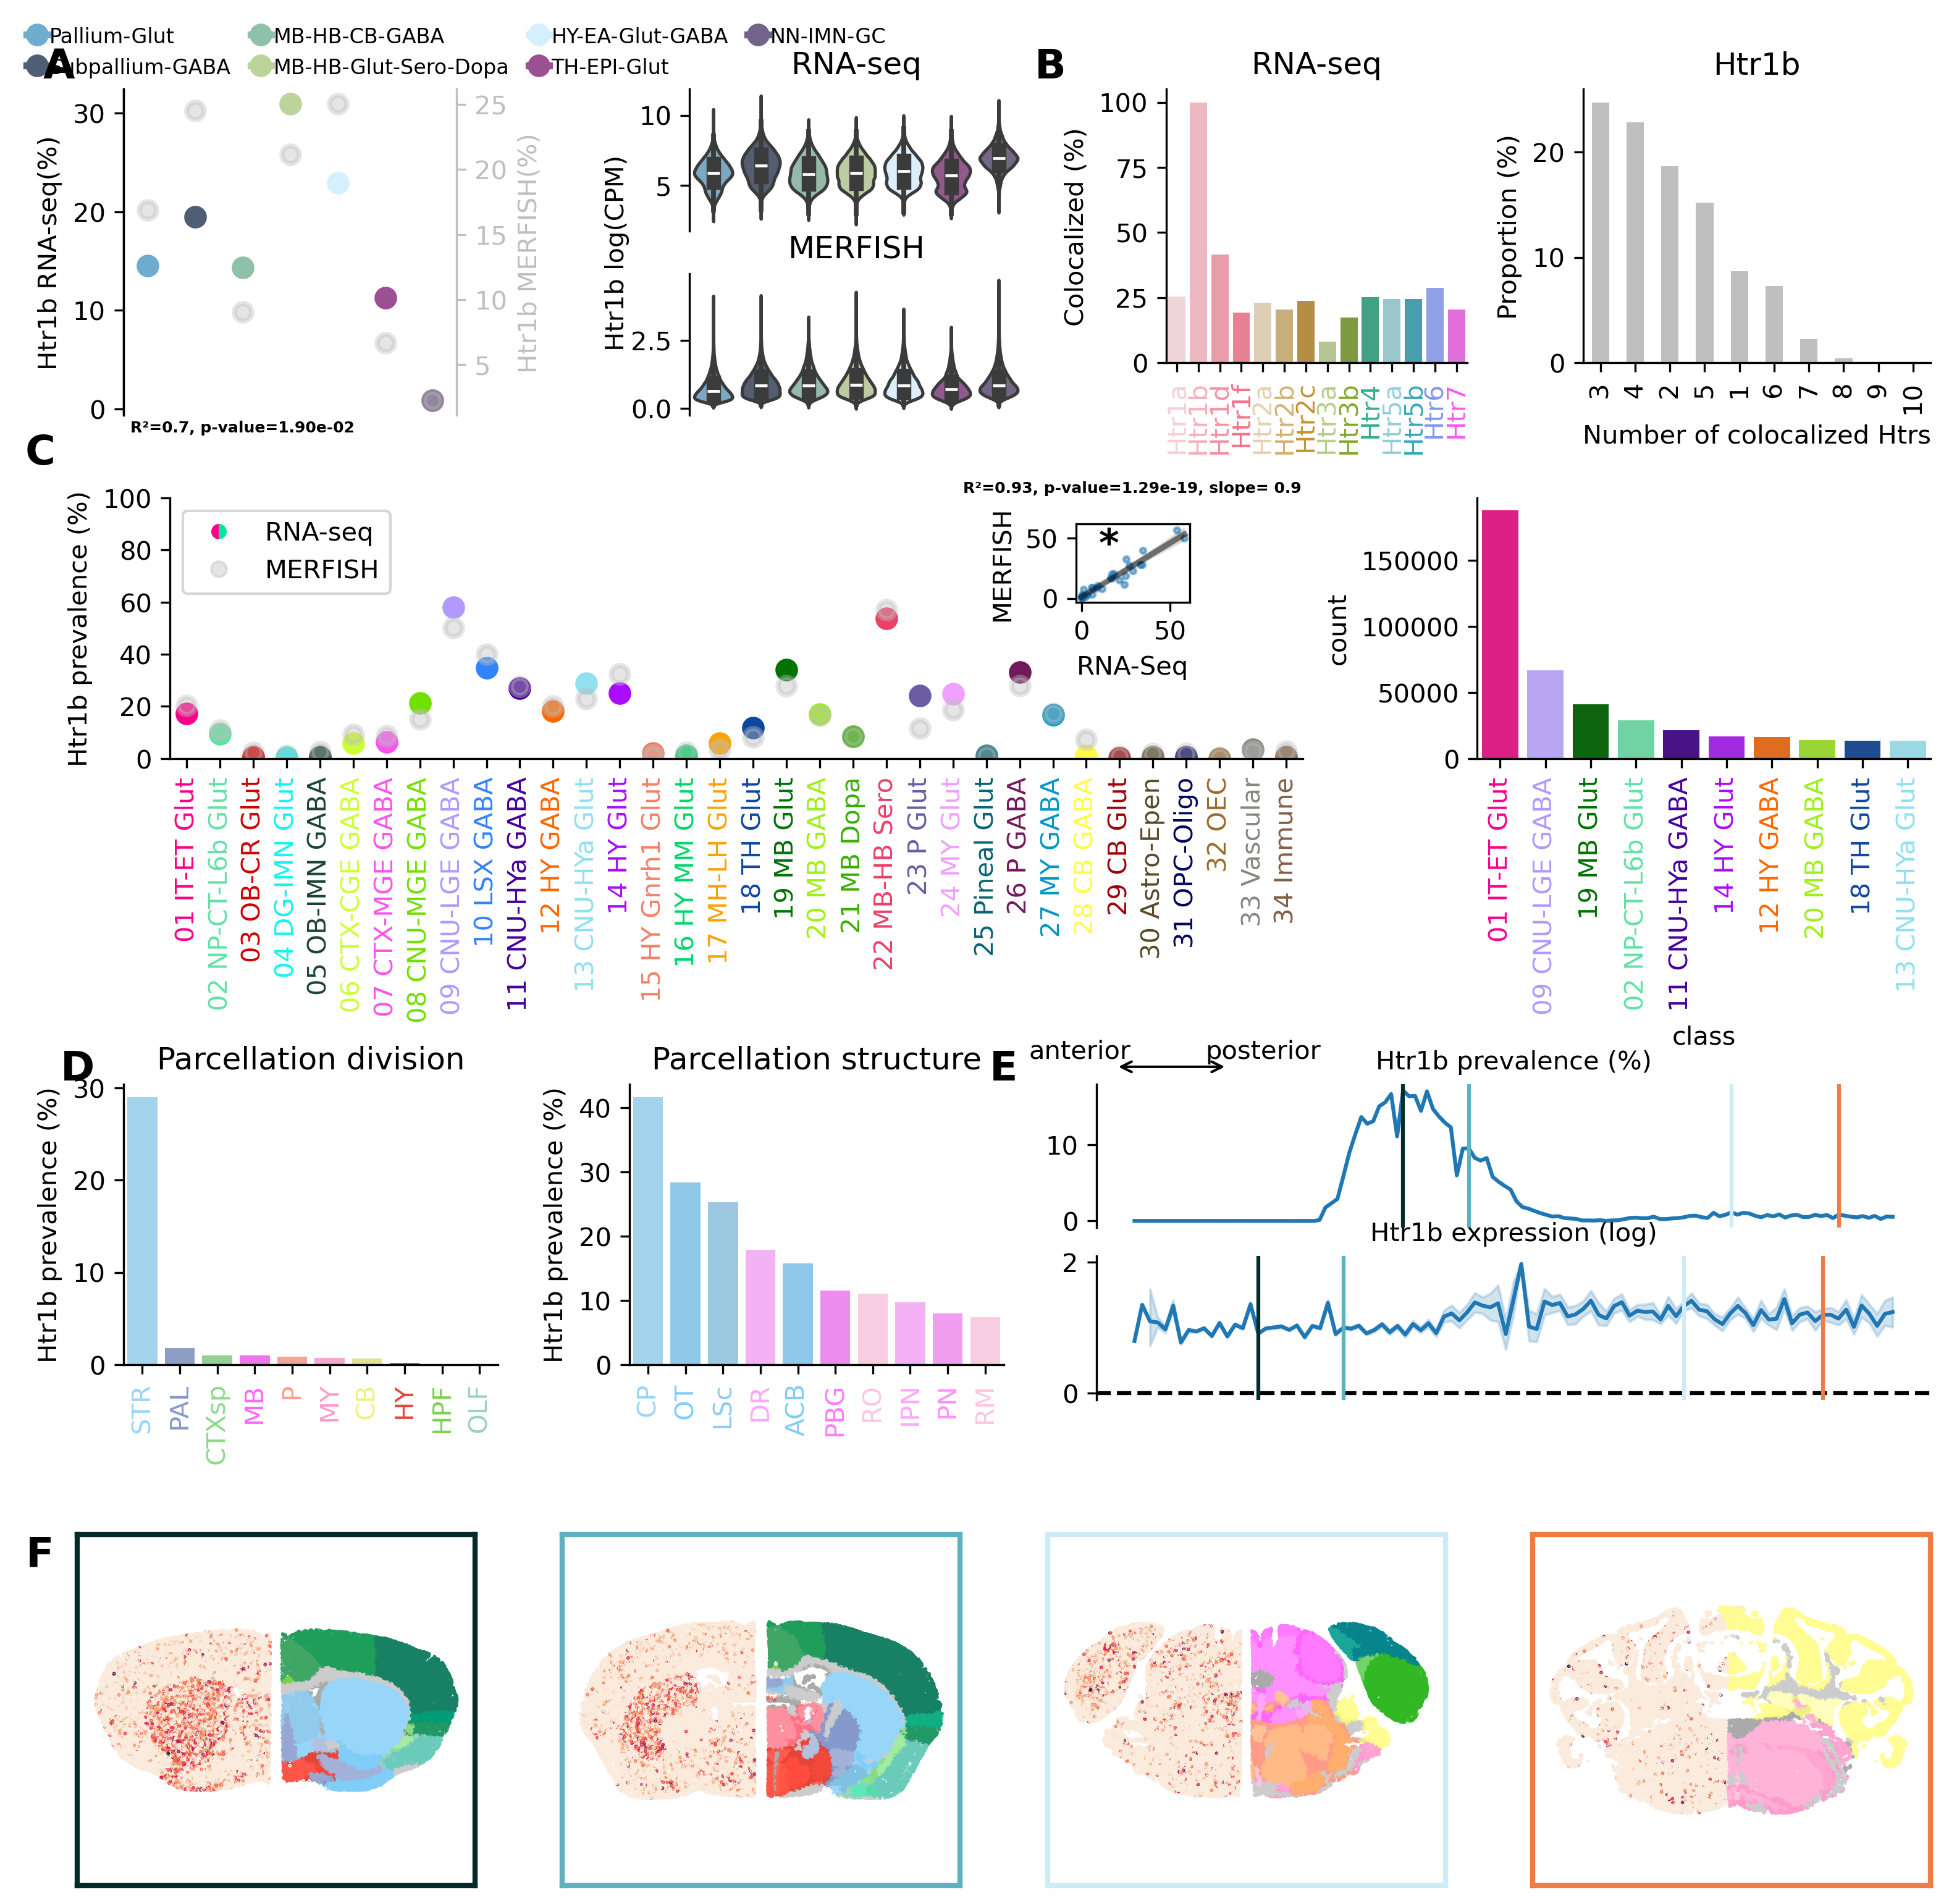 Pallium-Glut
MB-HB-CB-GABA
HY-EA-Glut-GABA
NN-IMN-GC
Subpallium-GABA
MB-HB-Glut-Sero-Dopa
TH-EPI-Glut
A
Htr1b RNA-seq(%)
30
20
10
0
Htr1b MERFISH(%)
25
20
15
10
5
R²=0.7, p-value=1.90e-02
RNA-seq
Htr1b log(CPM)
10
5
MERFISH
2.5
0.0
B
RNA-seq
Colocalized (%)
100
75
50
25
0
Htr1a
Htr1b
Htr1d
Htr1f
Htr2a
Htr2b
Htr2c
Htr3a
Htr3b
Htr4
Htr5a
Htr5b
Htr6
Htr7
Htr1b
Proportion (%)
20
10
0
3
4
2
5
1
6
7
8
9
10
Number of colocalized Htrs
C
Htr1b prevalence (%)
100
80
60
40
20
0
RNA-seq
MERFISH
R²=0.93, p-value=1.29e-19, slope= 0.9
MERFISH
50
0
*
0
50
RNA-Seq
01 IT-ET Glut
02 NP-CT-L6b Glut
03 OB-CR Glut
04 DG-IMN Glut
05 OB-IMN GABA
06 CTX-CGE GABA
07 CTX-MGE GABA
08 CNU-MGE GABA
09 CNU-LGE GABA
10 LSX GABA
11 CNU-HYa GABA
12 HY GABA
13 CNU-HYa Glut
14 HY Glut
15 HY Gnrh1 Glut
16 HY MM Glut
17 MH-LH Glut
18 TH Glut
19 MB Glut
20 MB GABA
21 MB Dopa
22 MB-HB Sero
23 P Glut
24 MY Glut
25 Pineal Glut
26 P GABA
27 MY GABA
28 CB GABA
29 CB Glut
30 Astro-Epen
31 OPC-Oligo
32 OEC
33 Vascular
34 Immune
count
150000
100000
50000
0
01 IT-ET Glut
09 CNU-LGE GABA
19 MB Glut
02 NP-CT-L6b Glut
11 CNU-HYa GABA
14 HY Glut
12 HY GABA
20 MB GABA
18 TH Glut
13 CNU-HYa Glut
class
D
Parcellation division
Htr1b prevalence (%)
30
20
10
0
STR
PAL
CTXsp
MB
P
MY
CB
HY
HPF
OLF
Parcellation structure
Htr1b prevalence (%)
40
30
20
10
0
CP
OT
LSc
DR
ACB
PBG
RO
IPN
PN
RM
E
anterior
posterior
Htr1b prevalence (%)
10
0
Htr1b expression (log)
2
0
F